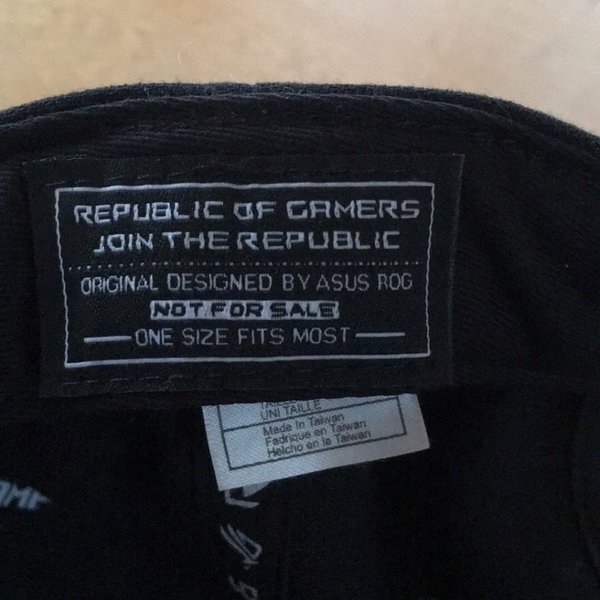 REPUBLIC OF GAMERS
JOIN THE REPUBLIC
ORIGINAL DESIGNED BY ASUS ROG
NOT FOR SALE
ONE SIZE FITS MOST
UNI TAILLE
Made in Taiwan
Fadrique en Taiwan
Helcho en la Taiwan